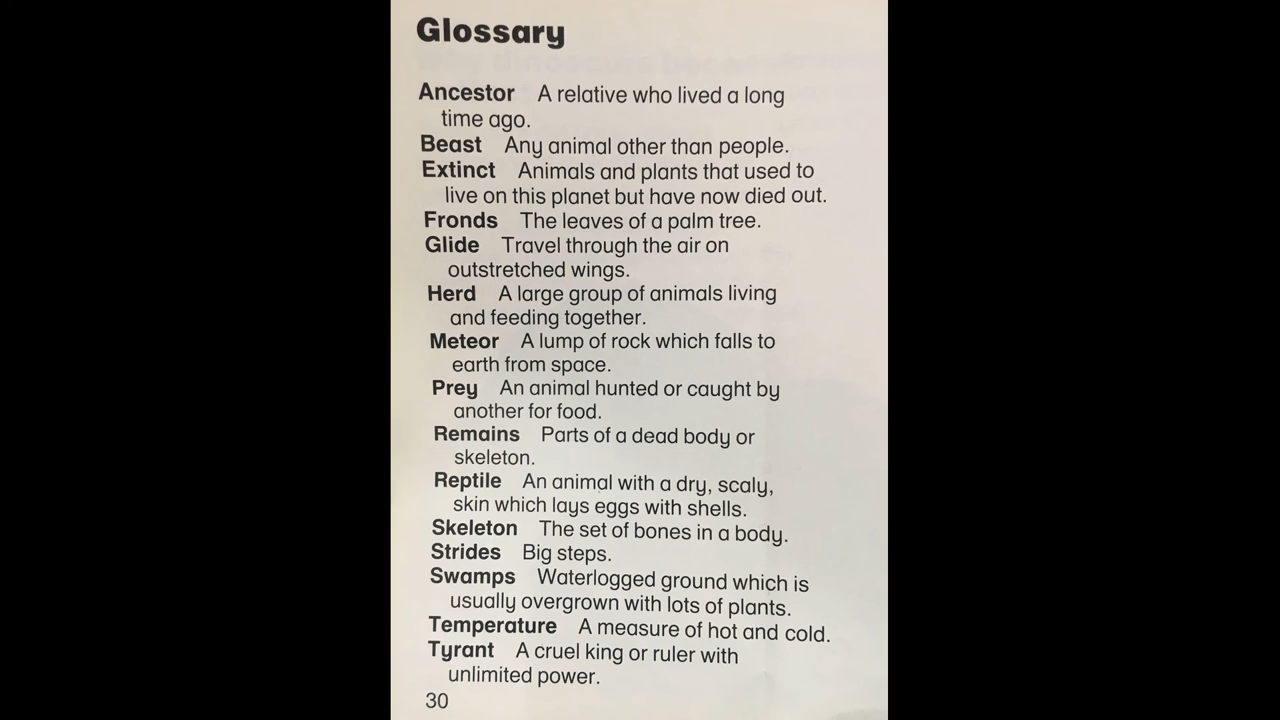 Glossary
Ancestor A relative who lived a long
time ago.
Beast Any animal other than people.
Extinct Animals and plants that used to
live on this planet but have now died out.
Fronds The leaves of a palm tree.
Glide Travel through the air on
outstretched wings.
Herd A large group of animals living
and feeding together.
Meteor A lump of rock which falls to
earth from space.
Prey An animal hunted or caught by
another for food.
Remains Parts of a dead body or
skeleton.
Reptile An animal with a dry, scaly,
skin which lays eggs with shells.
Skeleton The set of bones in a body.
Strides Big steps.
Swamps Waterlogged ground which is
usually overgrown with lots of plants.
Temperature A measure of hot and cold.
Tyrant A cruel king or ruler with
unlimited power.
30